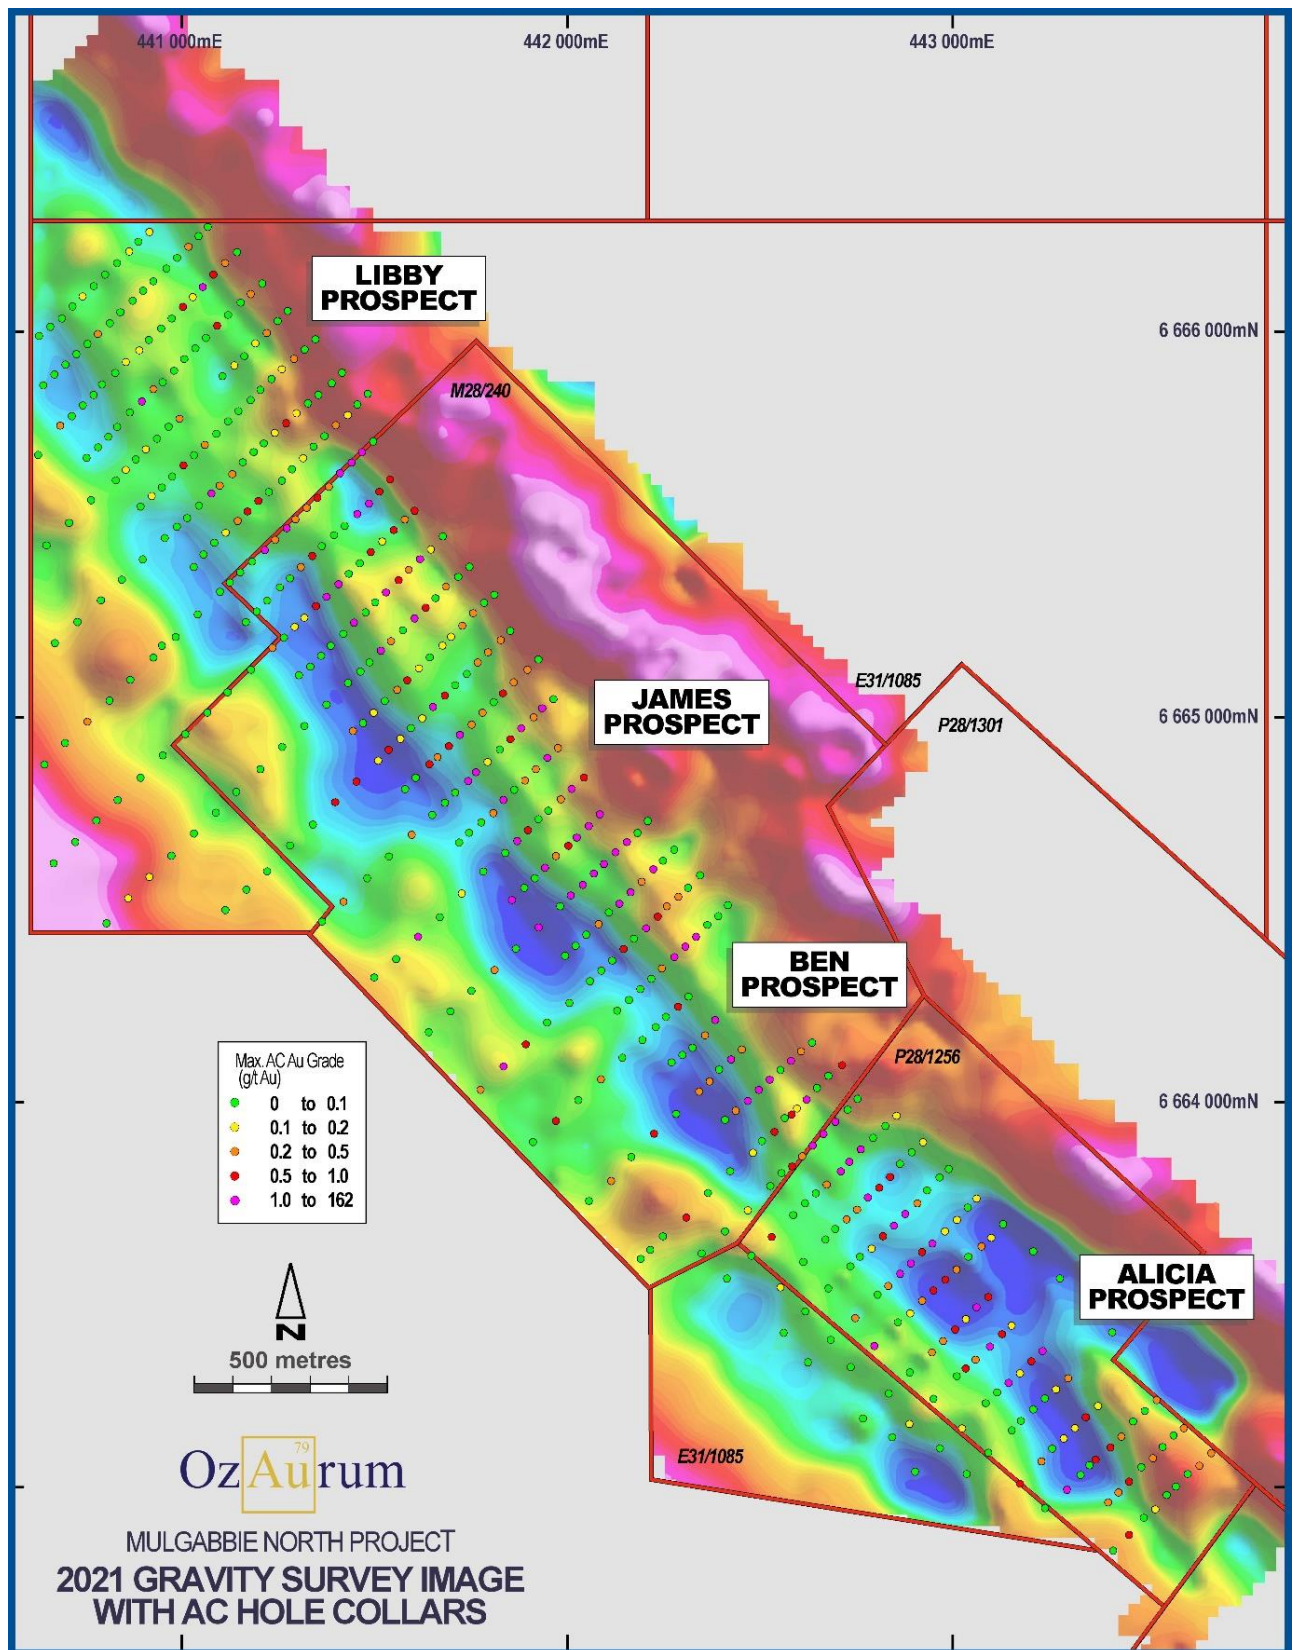 441 000mE
442 000mE
443 000mE
LIBBY
PROSPECT
6 666 000mN
M28/240
E31/1085
JAMES
PROSPECT
P28/1301
6 665 000mN
BEN
PROSPECT
P28/1256
Max. AC Au Grade
(g/t Au)
0 to 0.1
0.1 to 0.2
0.2 to 0.5
0.5 to 1.0
1.0 to 162
6 664 000mN
ALICIA
PROSPECT
N
500 metres
E31/1085
79
OzAurum
MULGABBIE NORTH PROJECT
2021 GRAVITY SURVEY IMAGE
WITH AC HOLE COLLARS